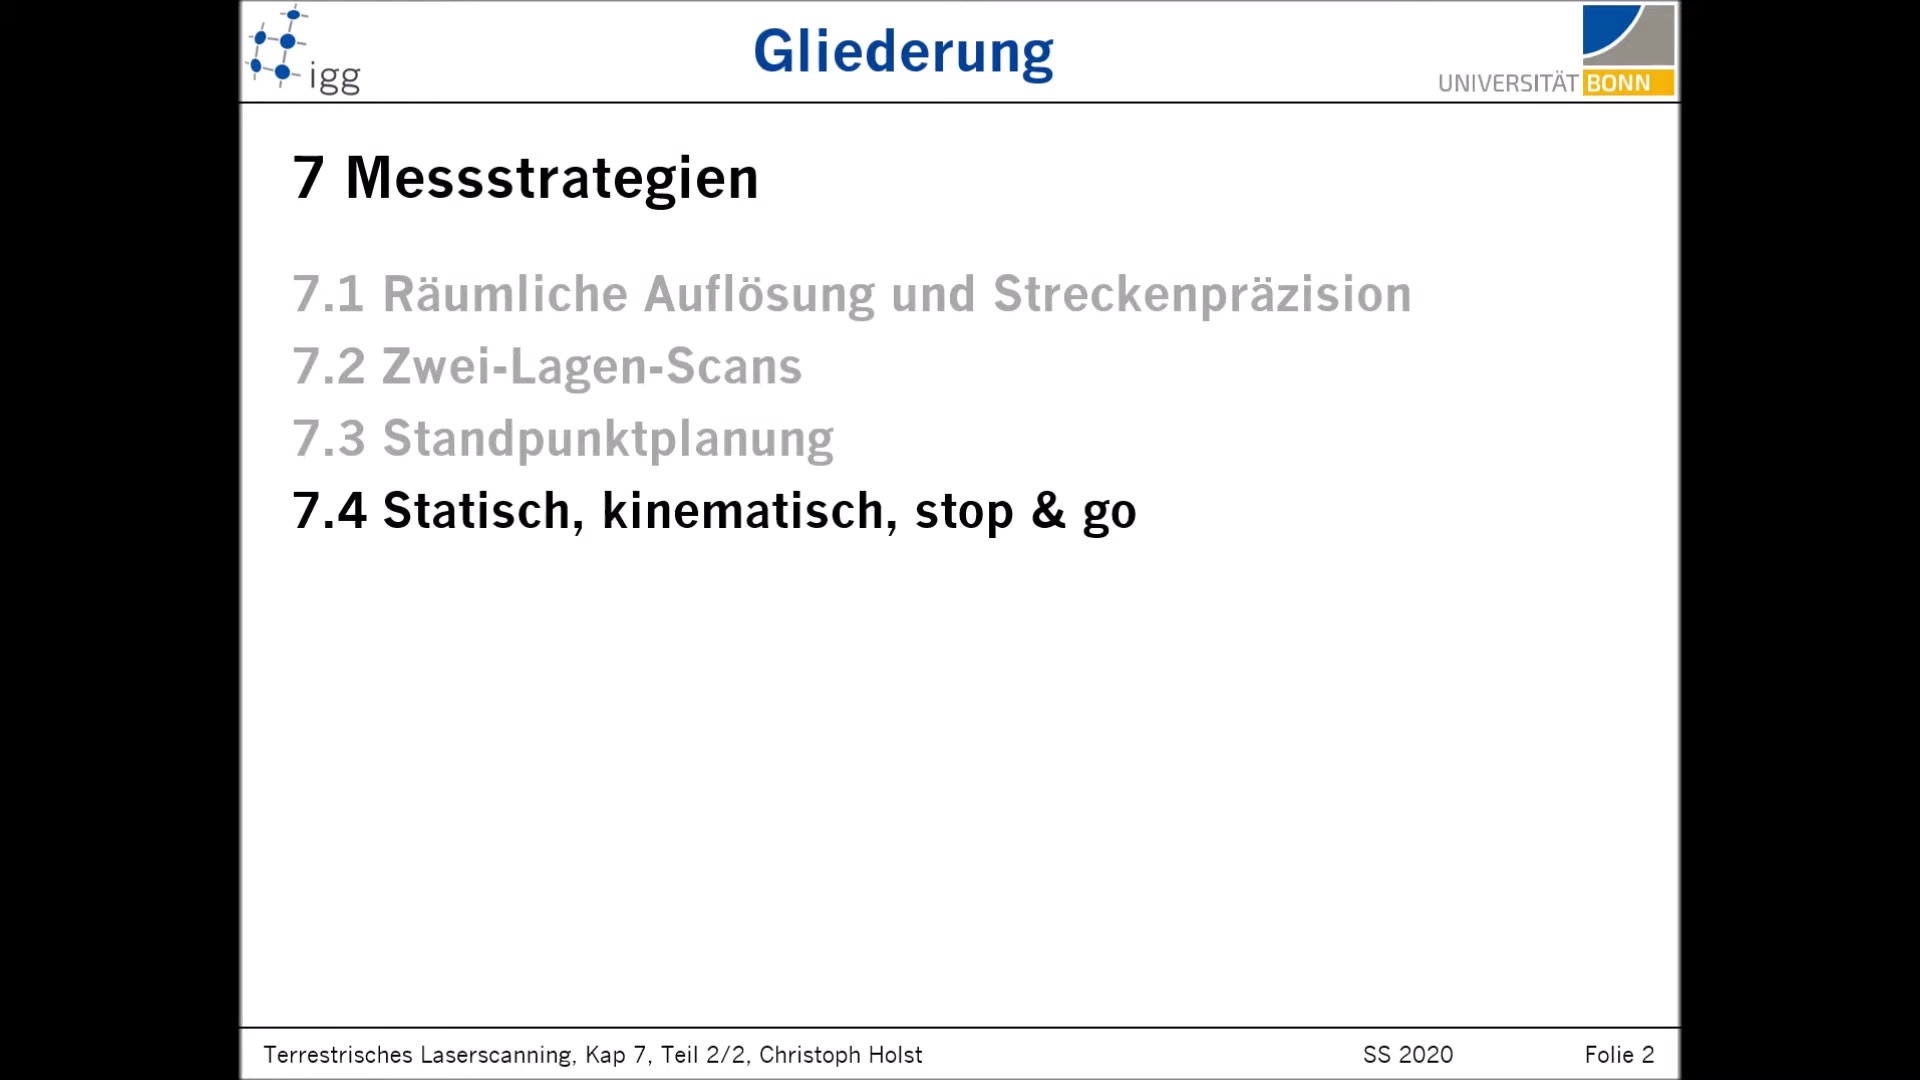 igg
Gliederung
UNIVERSITÄT BONN
7 Messstrategien
7.1 Räumliche Auflösung und Streckenpräzision
7.2 Zwei-Lagen-Scans
7.3 Standpunktplanung
7.4 Statisch, kinematisch, stop & go
Terrestrisches Laserscanning, Kap 7, Teil 2/2, Christoph Holst SS 2020 Folie 2